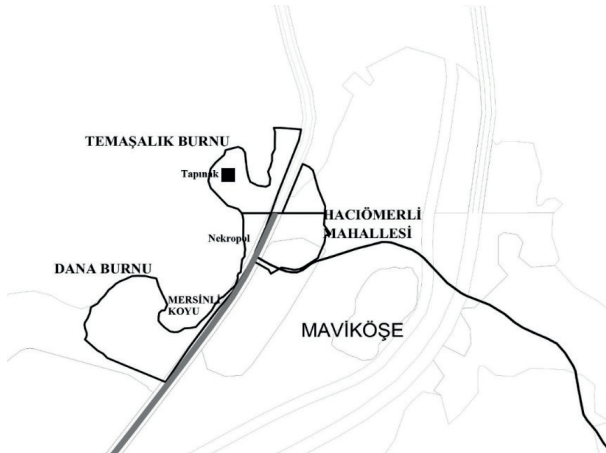 TEMAŞALIK BURNU
Tapınak
HACIÖMERLİ
MAHALLESİ
Nekropol
DANA BURNU
MERSİNLİ
KOYU
MAVİKÖŞE